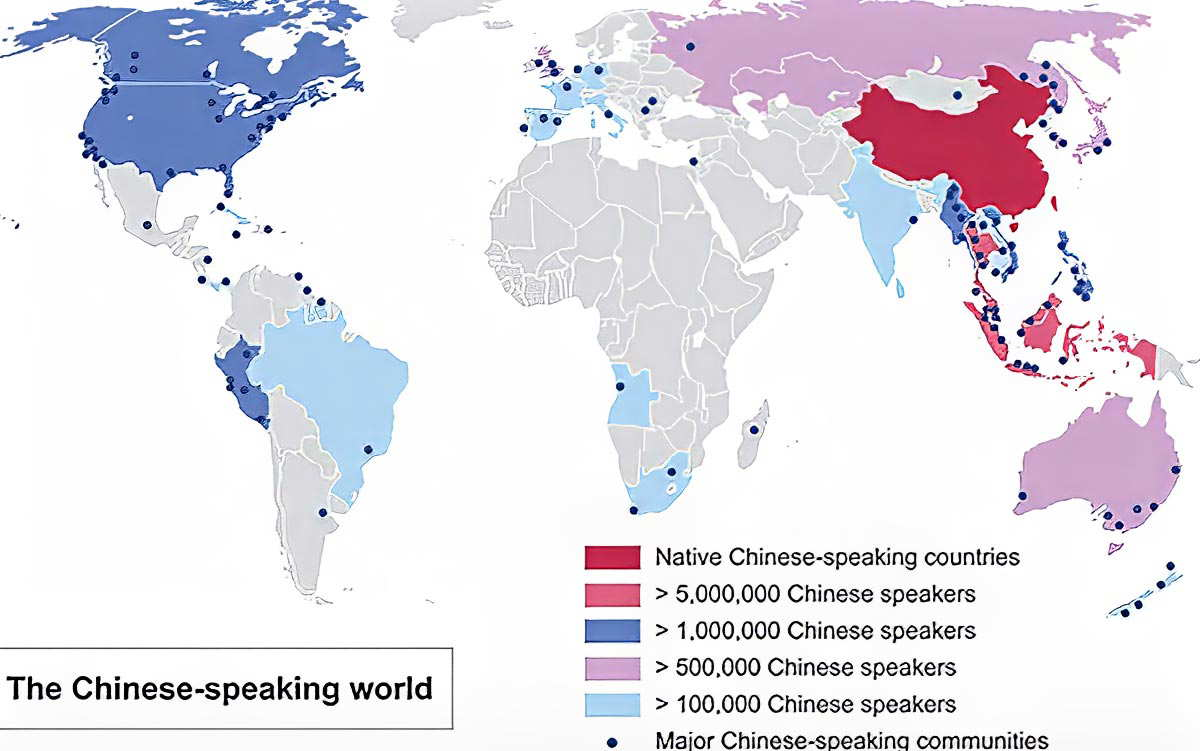 Native Chinese-speaking countries
> 5,000,000 Chinese speakers
> 1,000,000 Chinese speakers
> 500,000 Chinese speakers
> 100,000 Chinese speakers
Major Chinese-speaking communities
The Chinese-speaking world